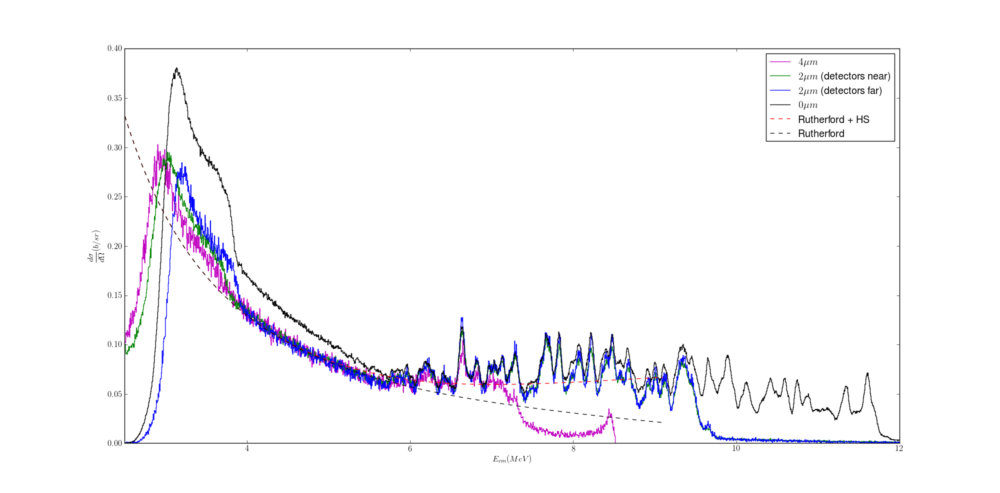 0.40
0.35
0.30
0.25
0.20
0.15
0.10
0.05
0.00
dσ/dΩ (b/sr)
4 6 8 10 12
E_cm(MeV)
4μm
2μm (detectors near)
2μm (detectors far)
0μm
Rutherford + HS
Rutherford